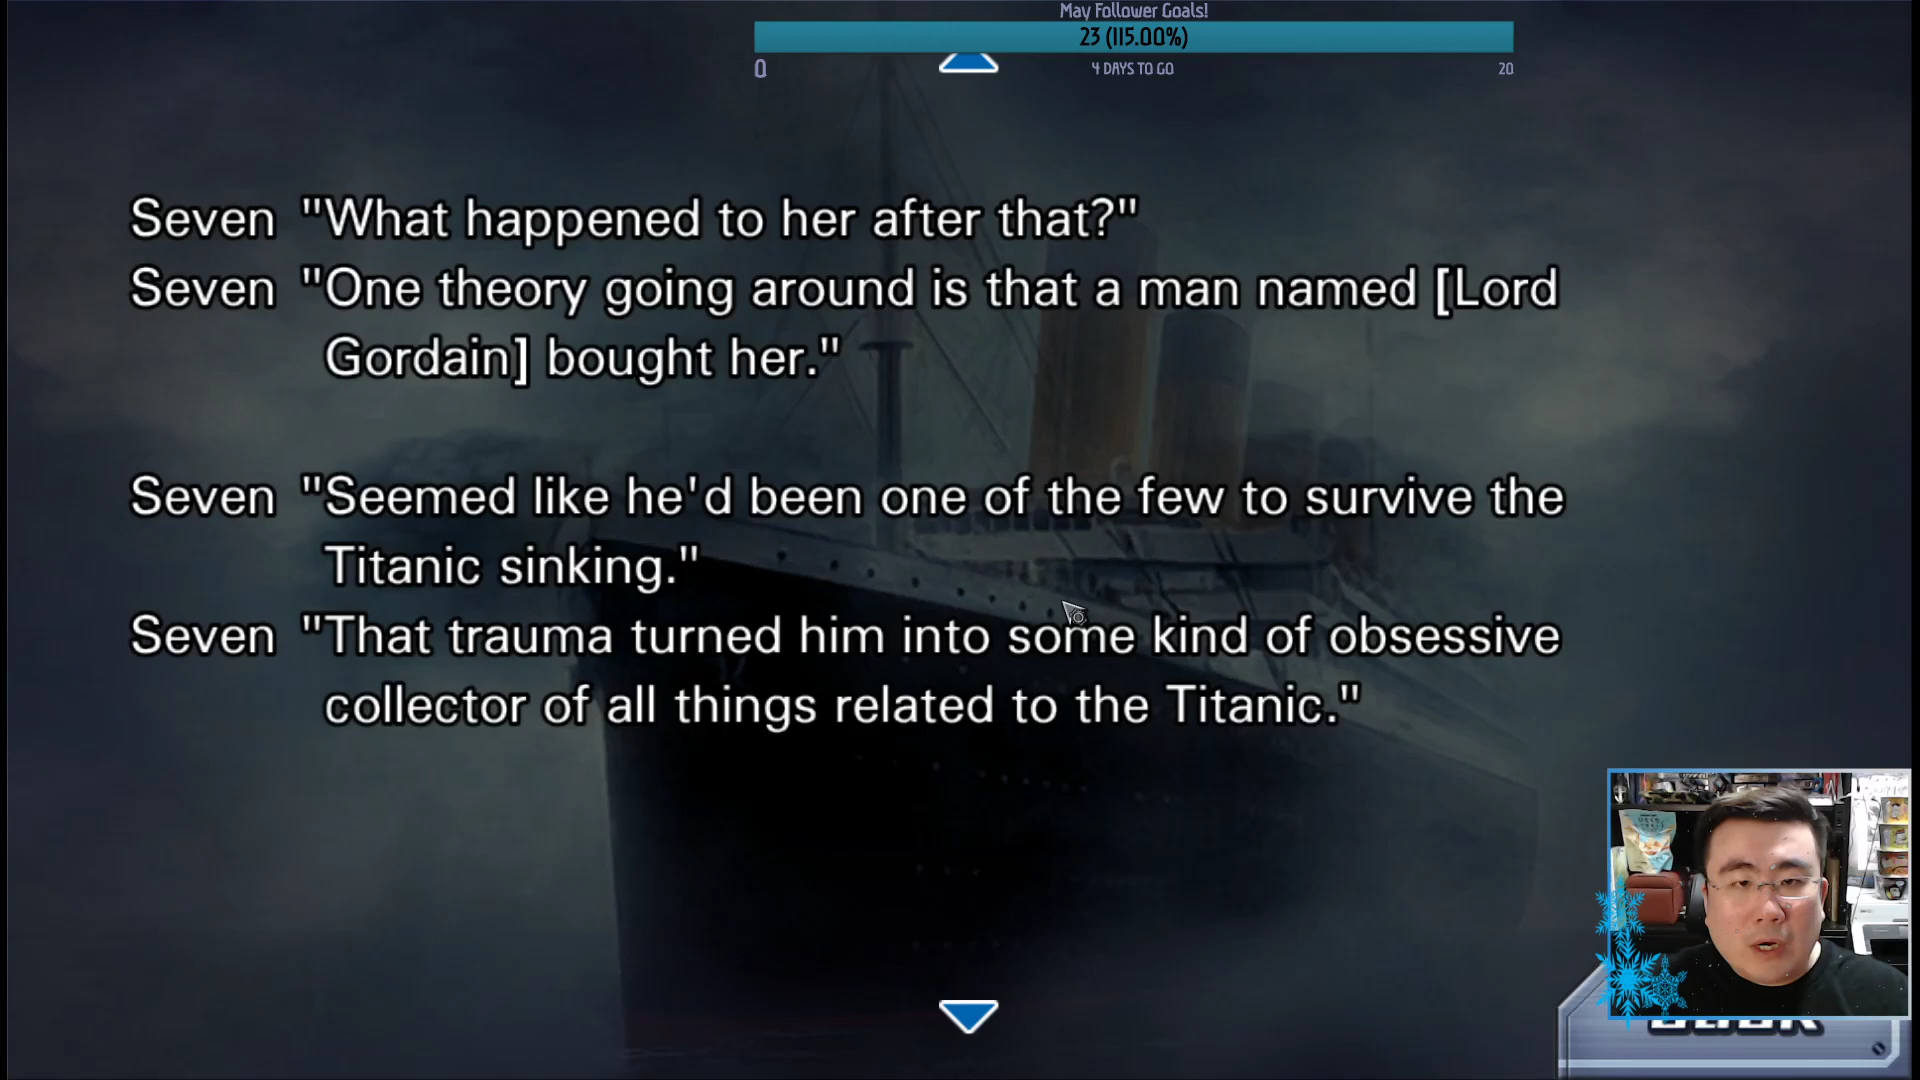 May Follower Goals!
23 (115.00%)
0
4 DAYS TO GO
20
Seven "What happened to her after that?"
Seven "One theory going around is that a man named [Lord
Gordain] bought her."
Seven "Seemed like he'd been one of the few to survive the
Titanic sinking."
Seven "That trauma turned him into some kind of obsessive
collector of all things related to the Titanic."